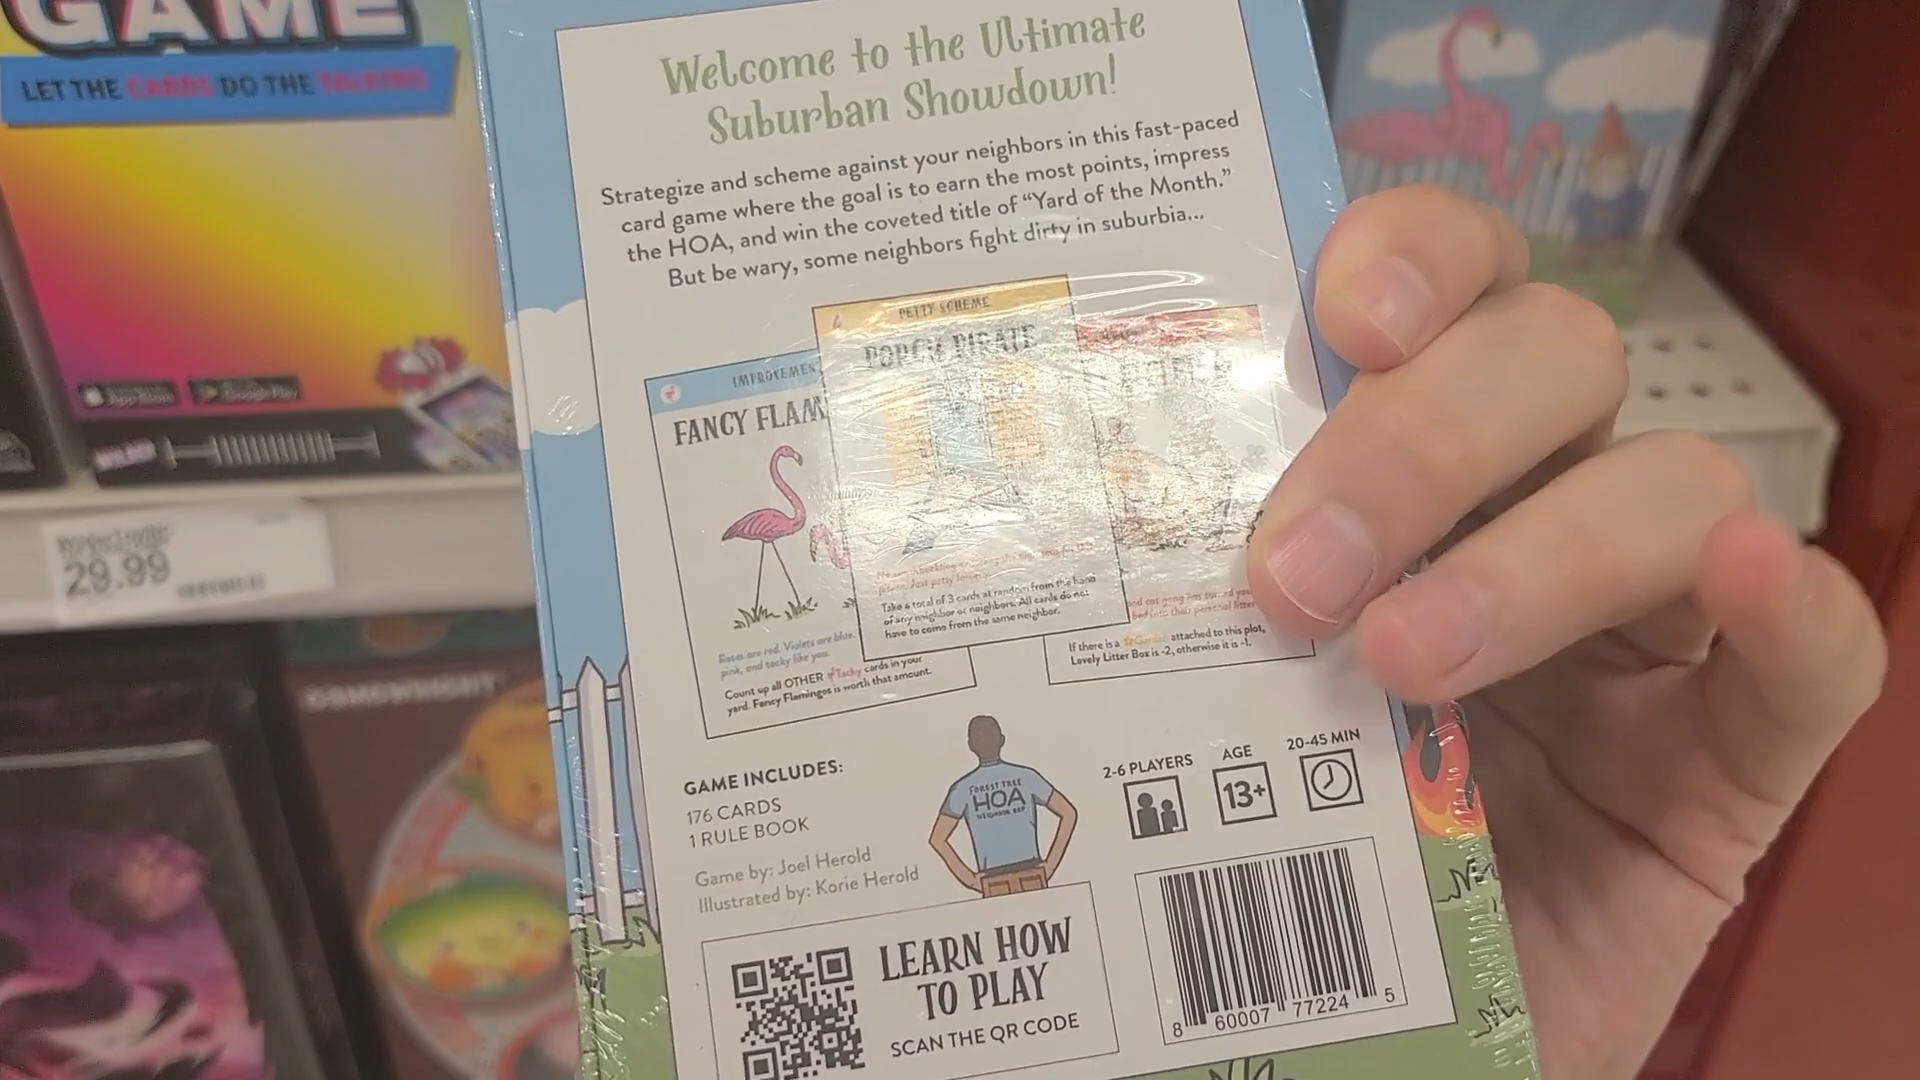 GAME
LET THE CARDS DO THE TALKING
App Store
Google Play
29.99
Welcome to the Ultimate
Suburban Showdown!
Strategize and scheme against your neighbors in this fast-paced
card game where the goal is to earn the most points, impress
the HOA, and win the coveted title of “Yard of the Month.”
But be wary, some neighbors fight dirty in suburbia...
IMPROVEMEN
FANCY FLAM
Roses are red. Violets are blue.
pink, and tacky like you.
Count up all OTHER Tacky cards in your
yard. Fancy Flamingos is worth that amount.
PETTY SCHEME
PORCH PIRATE
Take a total of 3 cards at random from the hand
of any neighbor or neighbors. All cards do not
have to come from the same neighbor.
If there is a Garden attached to this plot,
Lovely Litter Box is -2, otherwise it is -1.
GAME INCLUDES:
176 CARDS
1 RULE BOOK
Game by: Joel Herold
Illustrated by: Korie Herold
FOREST TREE
HOA
2-6 PLAYERS
AGE
13+
20-45 MIN
LEARN HOW
TO PLAY
SCAN THE QR CODE
8 60007 77224 5